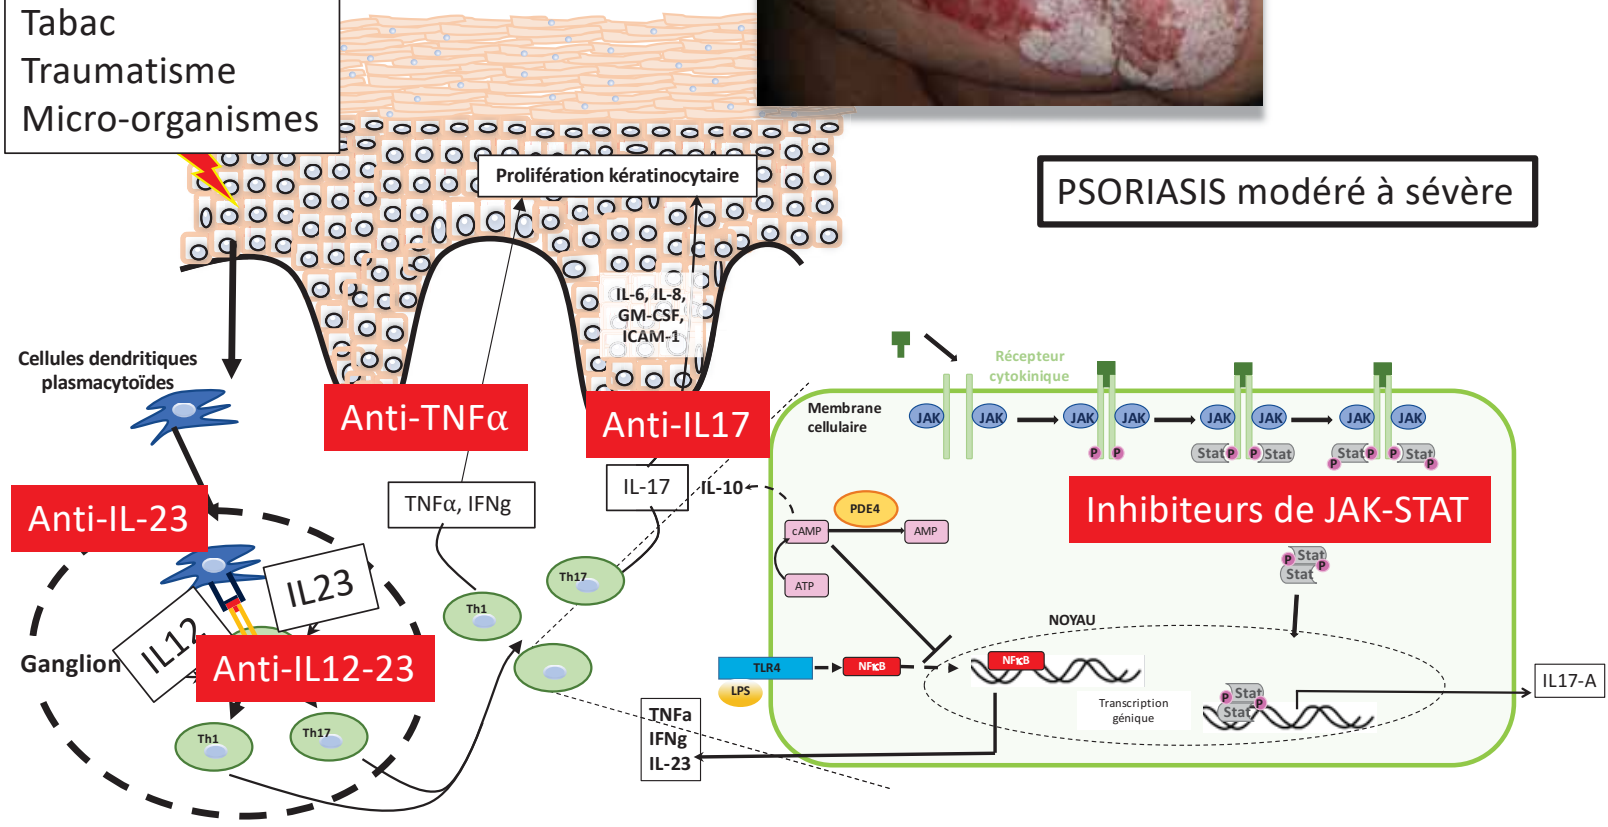 Tabac
Traumatisme
Micro-organismes
Prolifération kératinocytaire
PSORIASIS modéré à sévère
IL-6, IL-8,
GM-CSF,
ICAM-1
Cellules dendritiques
plasmacytoïdes
Anti-TNFα
Anti-IL17
TNFα, IFNg
IL-17
IL-10
Anti-IL-23
IL23
IL12
Ganglion
Anti-IL12-23
Th1
Th17
Th1
Th17
Récepteur
cytokinique
Membrane
cellulaire
JAK
JAK
JAK
JAK
JAK
JAK
JAK
JAK
P
P
Stat
P
P
Stat
Stat
P
P
Stat
P
P
Inhibiteurs de JAK-STAT
PDE4
cAMP
AMP
ATP
Stat
P
P
Stat
NOYAU
TLR4
NFκB
NFκB
LPS
Transcription
génique
Stat
P
P
Stat
IL17-A
TNFa
IFNg
IL-23